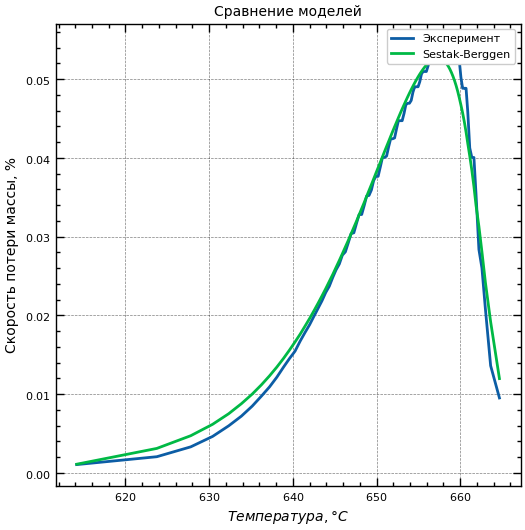 Сравнение моделей
Эксперимент
Sestak-Berggen
0.05
0.04
0.03
0.02
0.01
0.00
Скорость потери массы, %
620 630 640 650 660
Температура, °C